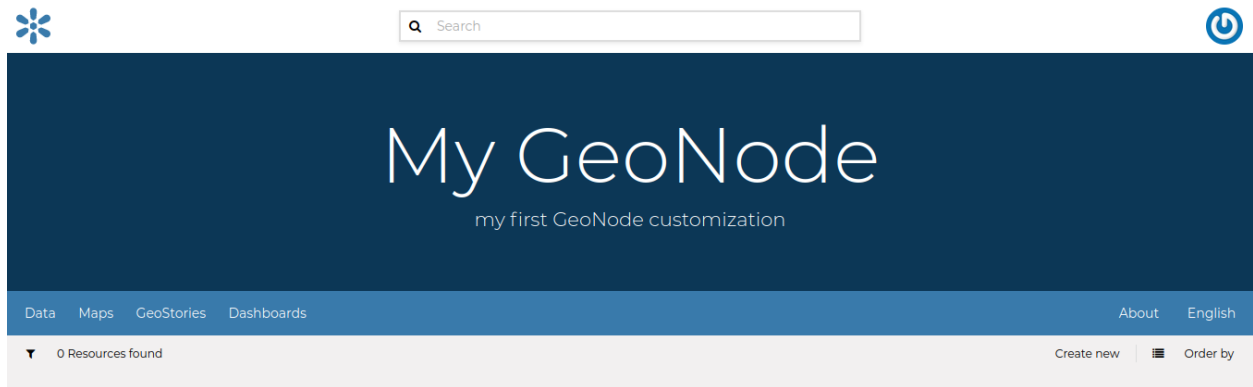 Search
My GeoNode
my first GeoNode customization
Data Maps GeoStories Dashboards About English
0 Resources found Create new Order by